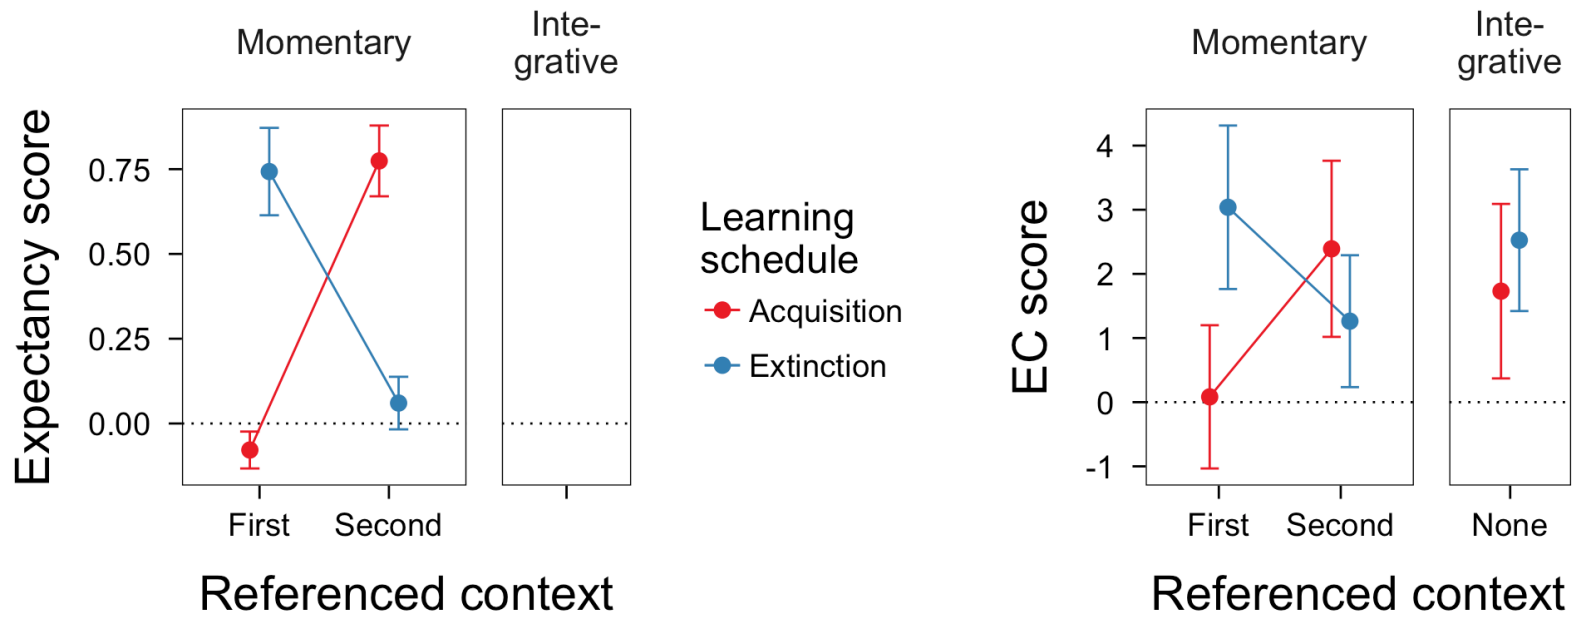 Momentary
Inte-
grative
Expectancy score
0.75
0.50
0.25
0.00
First
Second
Referenced context
Learning
schedule
Acquisition
Extinction
Momentary
Inte-
grative
EC score
4
3
2
1
0
-1
First
Second
None
Referenced context